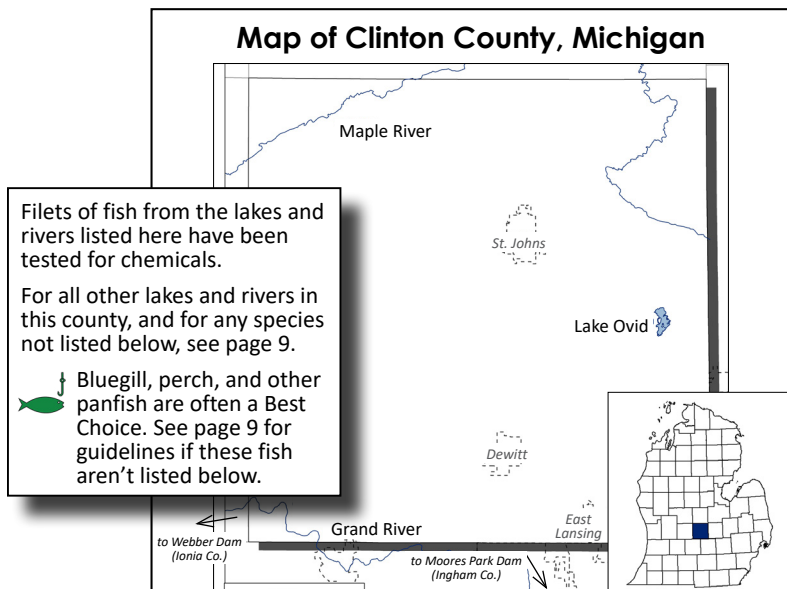 Map of Clinton County, Michigan
Maple River
Filets of fish from the lakes and
rivers listed here have been
tested for chemicals.
For all other lakes and rivers in
this county, and for any species
not listed below, see page 9.
Bluegill, perch, and other
panfish are often a Best
Choice. See page 9 for
guidelines if these fish
aren’t listed below.
St. Johns
Lake Ovid
Dewitt
East
Lansing
Grand River
to Webber Dam
(Ionia Co.)
to Moores Park Dam
(Ingham Co.)